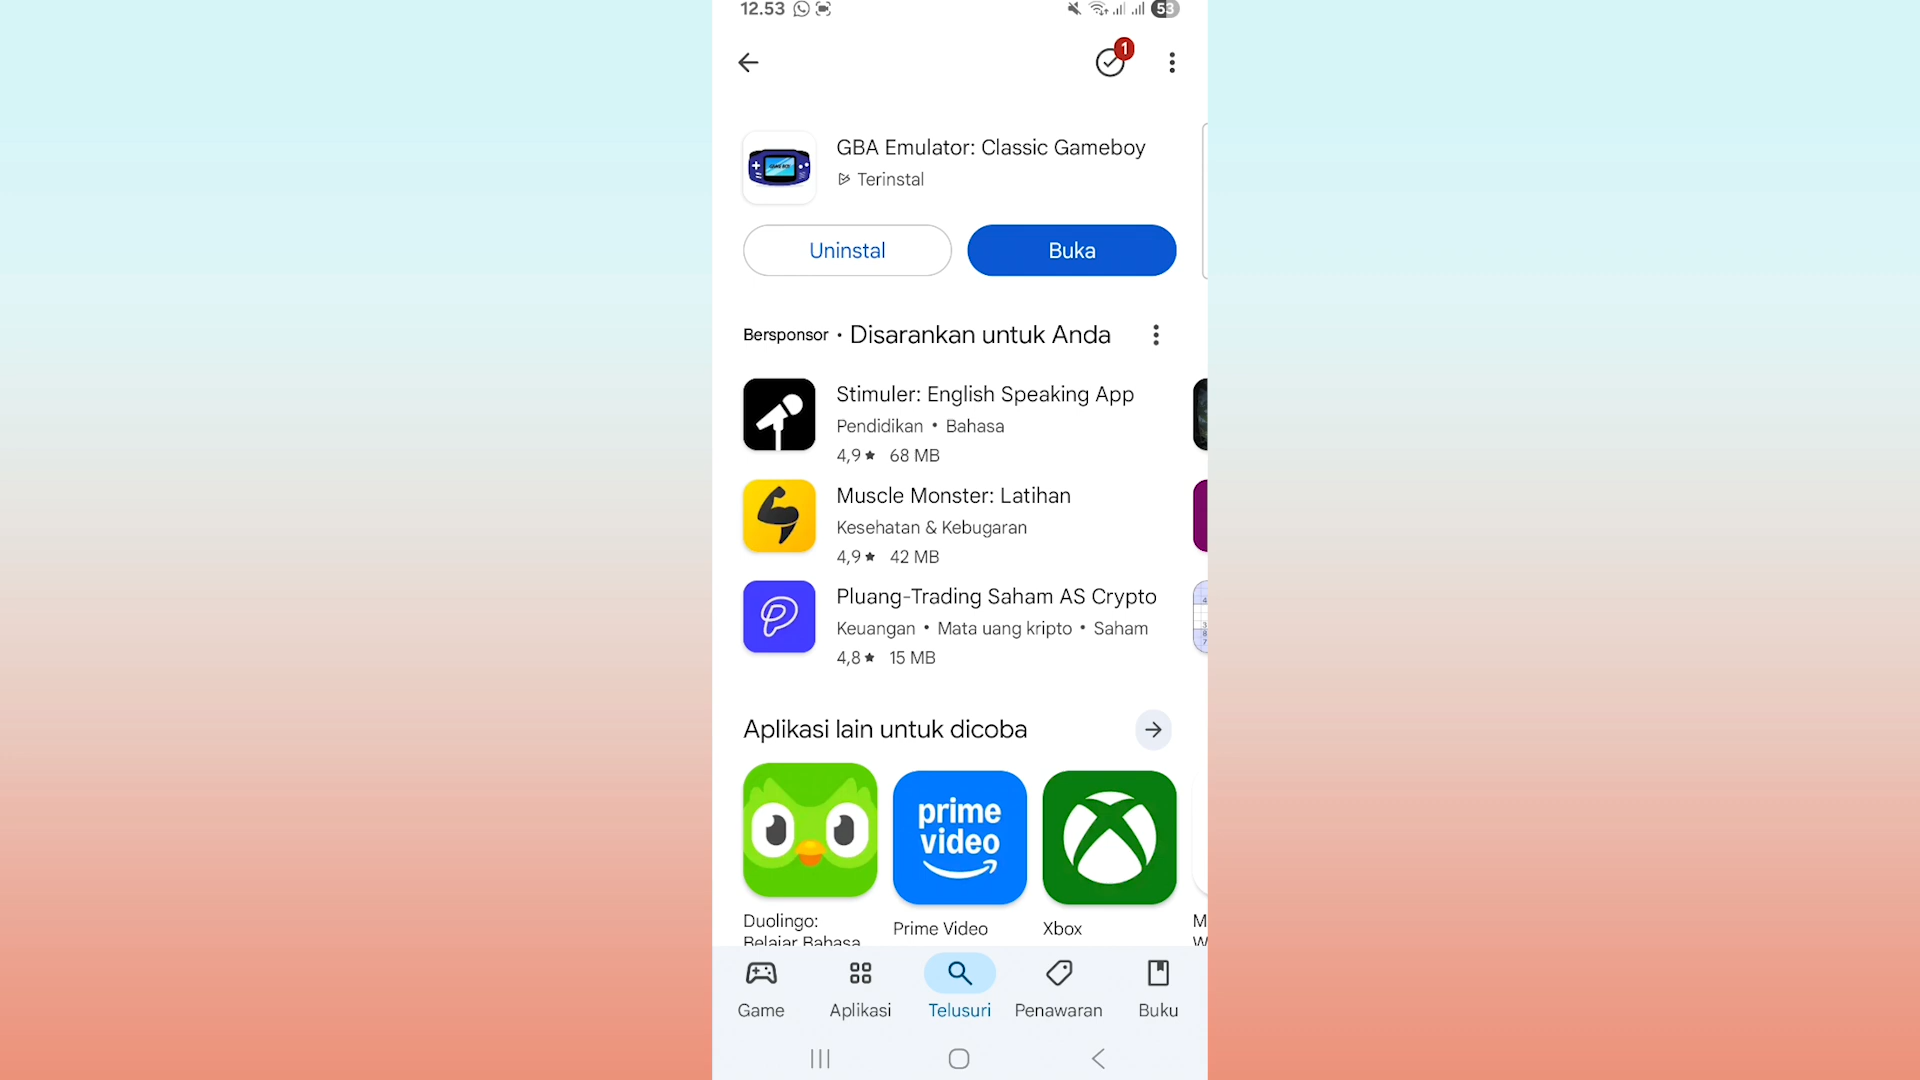 12.53
53
1
GBA Emulator: Classic Gameboy
Terinstal
Uninstal
Buka
Bersponsor • Disarankan untuk Anda
Stimuler: English Speaking App
Pendidikan • Bahasa
4,9★ 68 MB
Muscle Monster: Latihan
Kesehatan & Kebugaran
4,9★ 42 MB
Pluang-Trading Saham AS Crypto
Keuangan • Mata uang kripto • Saham
4,8★ 15 MB
Aplikasi lain untuk dicoba
prime
video
Duolingo:
Belajar Bahasa
Prime Video
Xbox
M
W
Game
Aplikasi
Telusuri
Penawaran
Buku